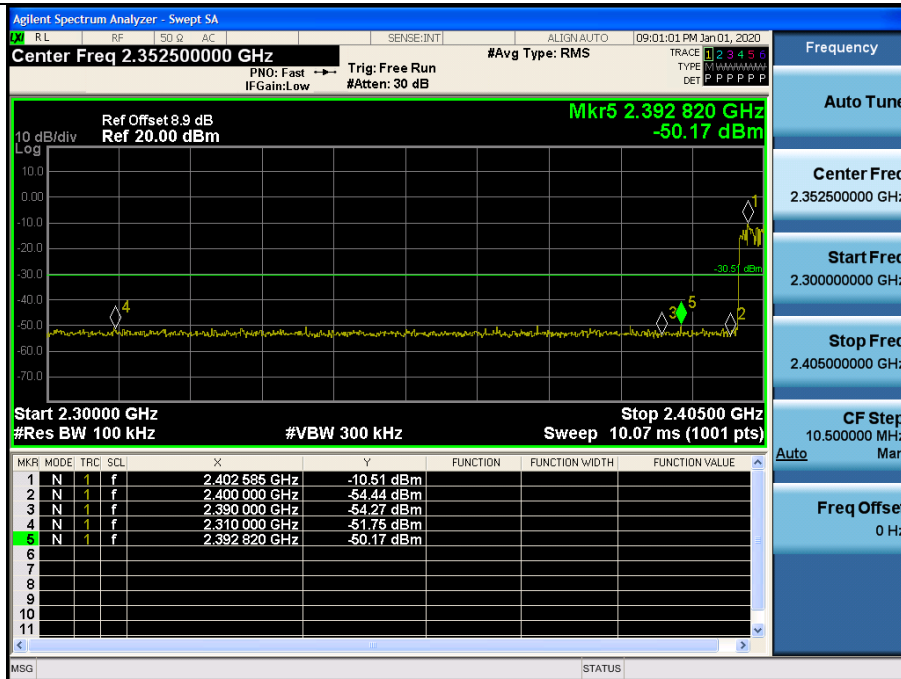 Agilent Spectrum Analyzer - Swept SA
LXI RL RF 50 Ω AC SENSE:INT ALIGNAUTO 09:01:01 PM Jan 01, 2020
Center Freq 2.352500000 GHz
PNO: Fast
IFGain:Low
Trig: Free Run
#Atten: 30 dB
#Avg Type: RMS
TRACE 1 2 3 4 5 6
TYPE M WWWWW
DET P P P P P P
Ref Offset 8.9 dB
Ref 20.00 dBm
10 dB/div
Log
Mkr5 2.392 820 GHz
-50.17 dBm
10.0
0.00
-10.0
-20.0
-30.0
-40.0
-50.0
-60.0
-70.0
-30.51 dBm
1
4
3
5
2
Start 2.30000 GHz
Stop 2.40500 GHz
#Res BW 100 kHz #VBW 300 kHz Sweep 10.07 ms (1001 pts)
MKR MODE TRC SCL X Y FUNCTION FUNCTION WIDTH FUNCTION VALUE
1 N 1 f 2.402 585 GHz -10.51 dBm
2 N 1 f 2.400 000 GHz -54.44 dBm
3 N 1 f 2.390 000 GHz -54.27 dBm
4 N 1 f 2.310 000 GHz -51.75 dBm
5 N 1 f 2.392 820 GHz -50.17 dBm
6
7
8
9
10
11
MSG STATUS
Frequency
Auto Tune
Center Freq
2.352500000 GHz
Start Freq
2.300000000 GHz
Stop Freq
2.405000000 GHz
CF Step
10.500000 MHz
Auto Man
Freq Offset
0 Hz